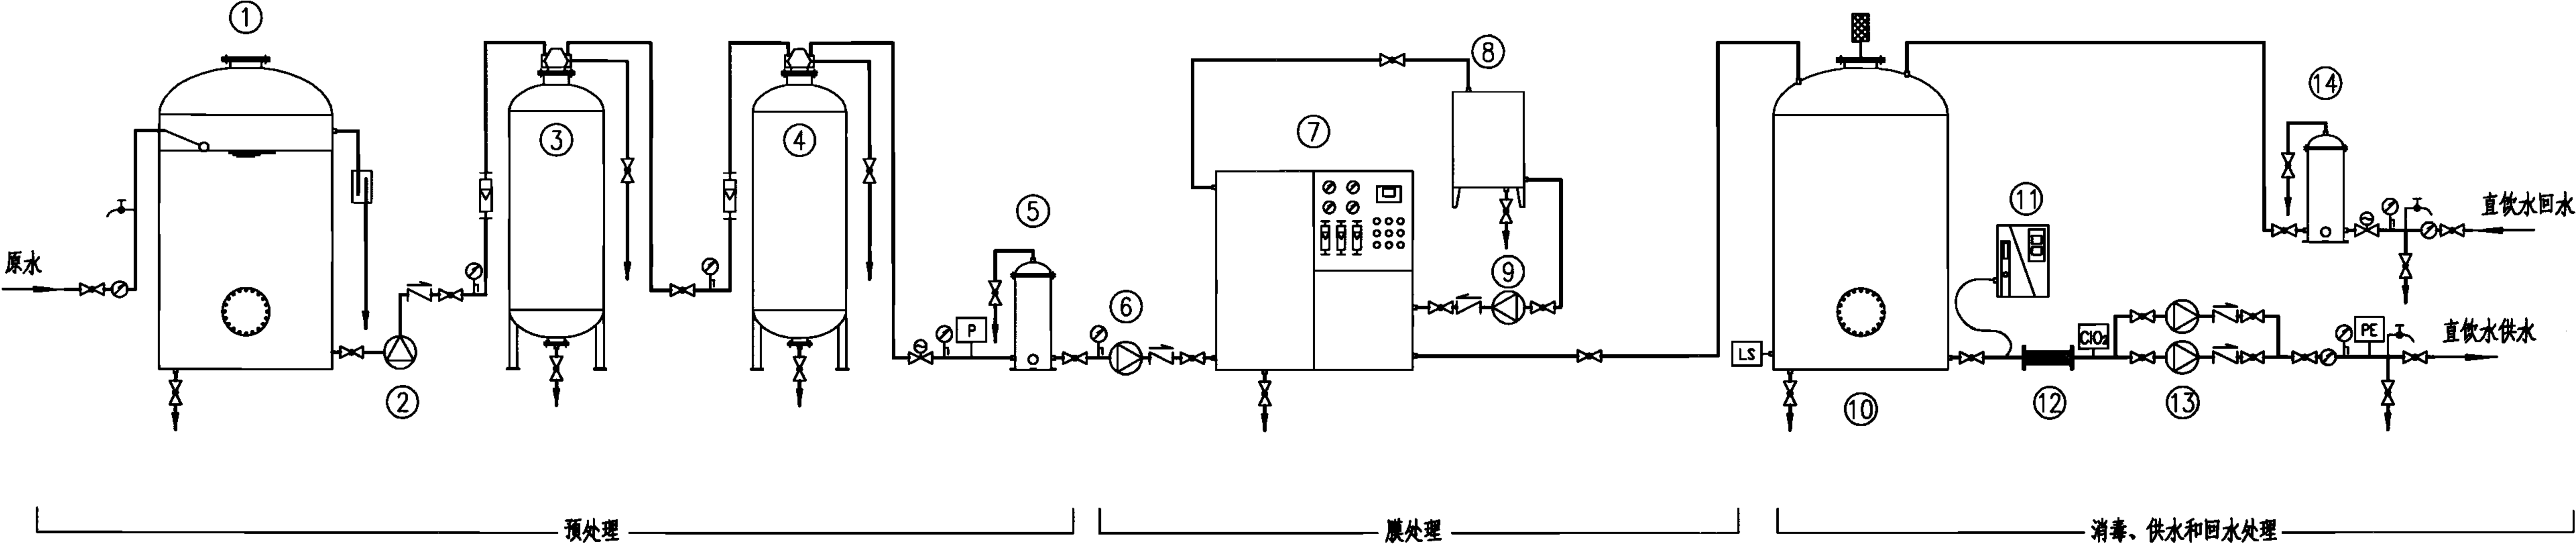 ①
⑧
⑭
③
④
⑦
⑤
⑪
直饮水回水
原水
⑨
⑥
P
直饮水供水
LS
ClO₂
PE
②
⑩
⑫
⑬
预处理
膜处理
消毒、供水和回水处理